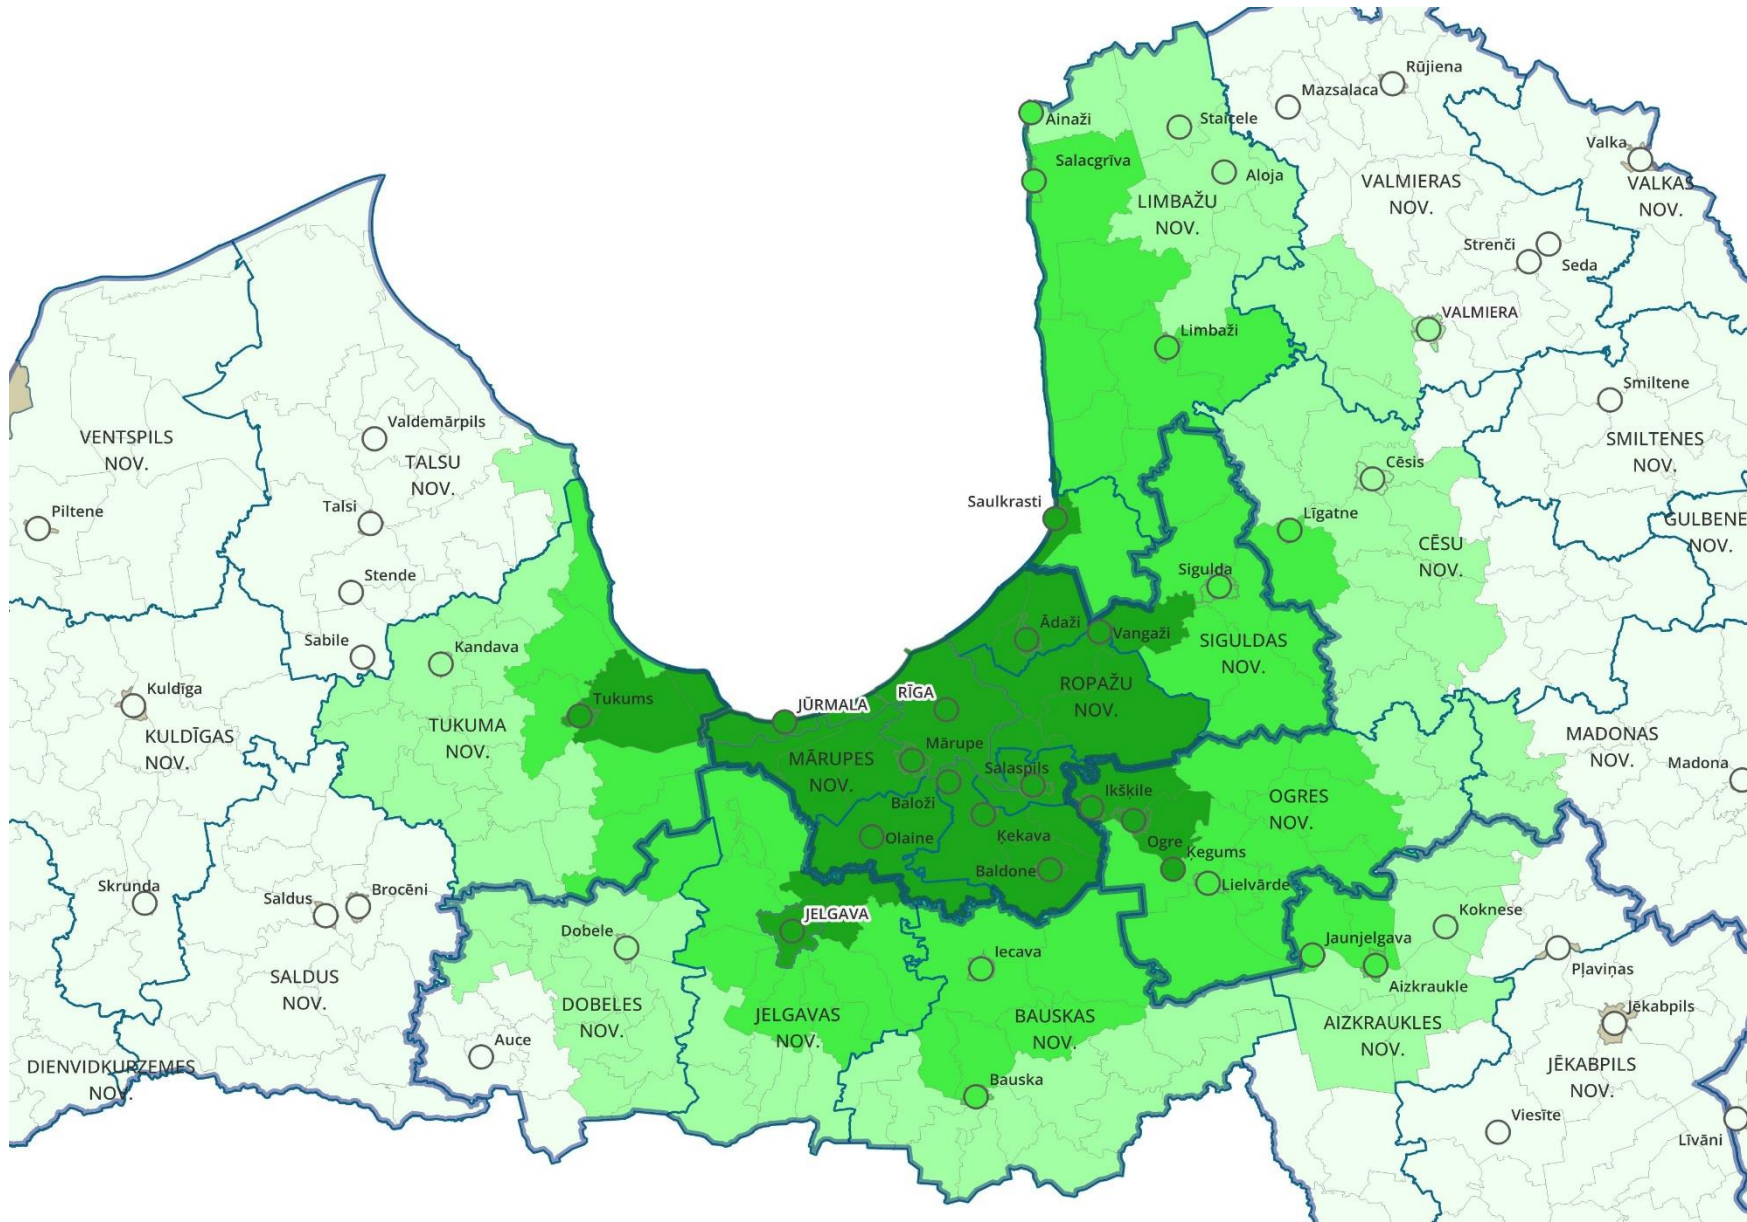 Rūjiena
Mazsalaca
Ainaži
Staicele
Valka
Salacgrīva
Aloja
VALMIERAS
NOV.
VALKAS
NOV.
LIMBAŽU
NOV.
Strenči
Seda
VALMIERA
Limbaži
Smiltene
Valdemārpils
VENTSPILS
NOV.
TALSU
NOV.
SMILTENES
NOV.
Cēsis
Talsi
Piltene
Saulkrasti
Līgatne
GULBENE
NOV.
CĒSU
NOV.
Stende
Sigulda
Sabile
Kandava
Ādaži
Vangaži
SIGULDAS
NOV.
Kuldīga
Tukums
JŪRMALA
RĪGA
ROPAŽU
NOV.
KULDĪGAS
NOV.
TUKUMA
NOV.
MADONAS
NOV.
Mārupe
MĀRUPES
NOV.
Salaspils
Madona
Baloži
Ikšķile
OGRES
NOV.
Olaine
Ķekava
Ogre
Ķegums
Baldone
Lielvārde
Skrunda
Saldus
Brocēni
JELGAVA
Koknese
Dobele
Jaunjelgava
Iecava
Pļaviņas
Aizkraukle
SALDUS
NOV.
DOBELES
NOV.
JELGAVAS
NOV.
BAUSKAS
NOV.
AIZKRAUKLES
NOV.
Jēkabpils
Auce
DIENVIDKURZEMES
NOV.
JĒKABPILS
NOV.
Bauska
Viesīte
Līvāni